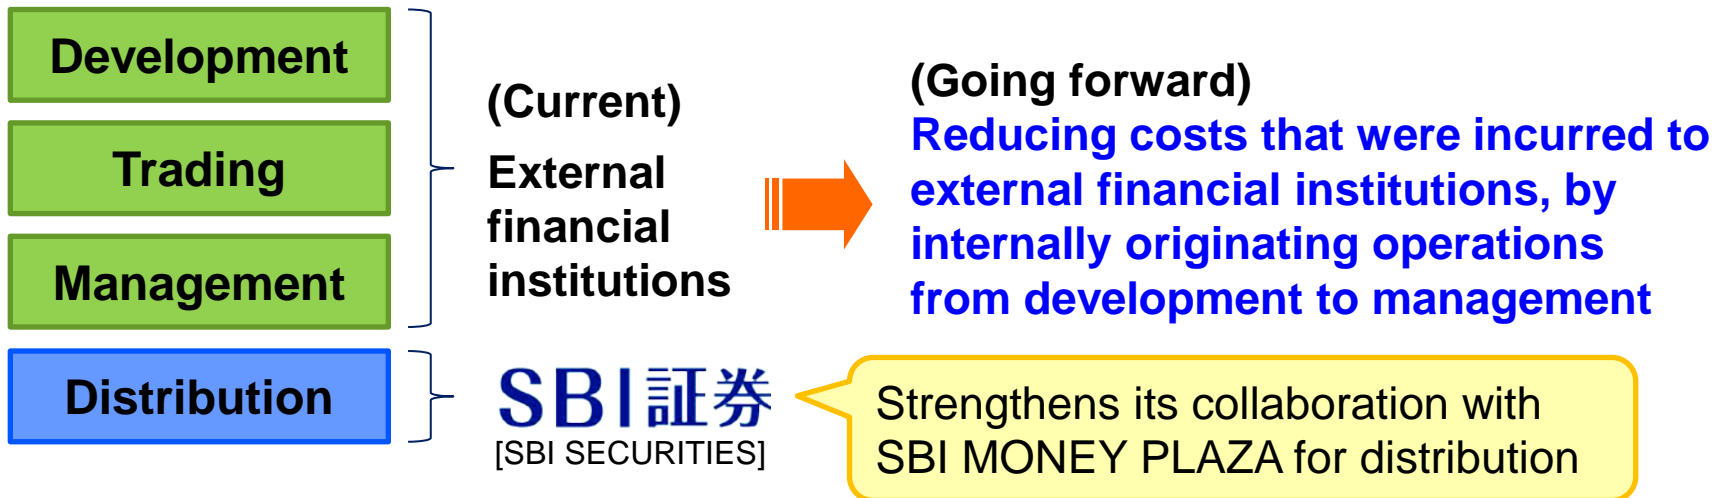 Development
Trading
Management
Distribution
(Current)
External
financial
institutions
(Going forward)
Reducing costs that were incurred to
external financial institutions, by
internally originating operations
from development to management
SBI証券
[SBI SECURITIES]
Strengthens its collaboration with
SBI MONEY PLAZA for distribution